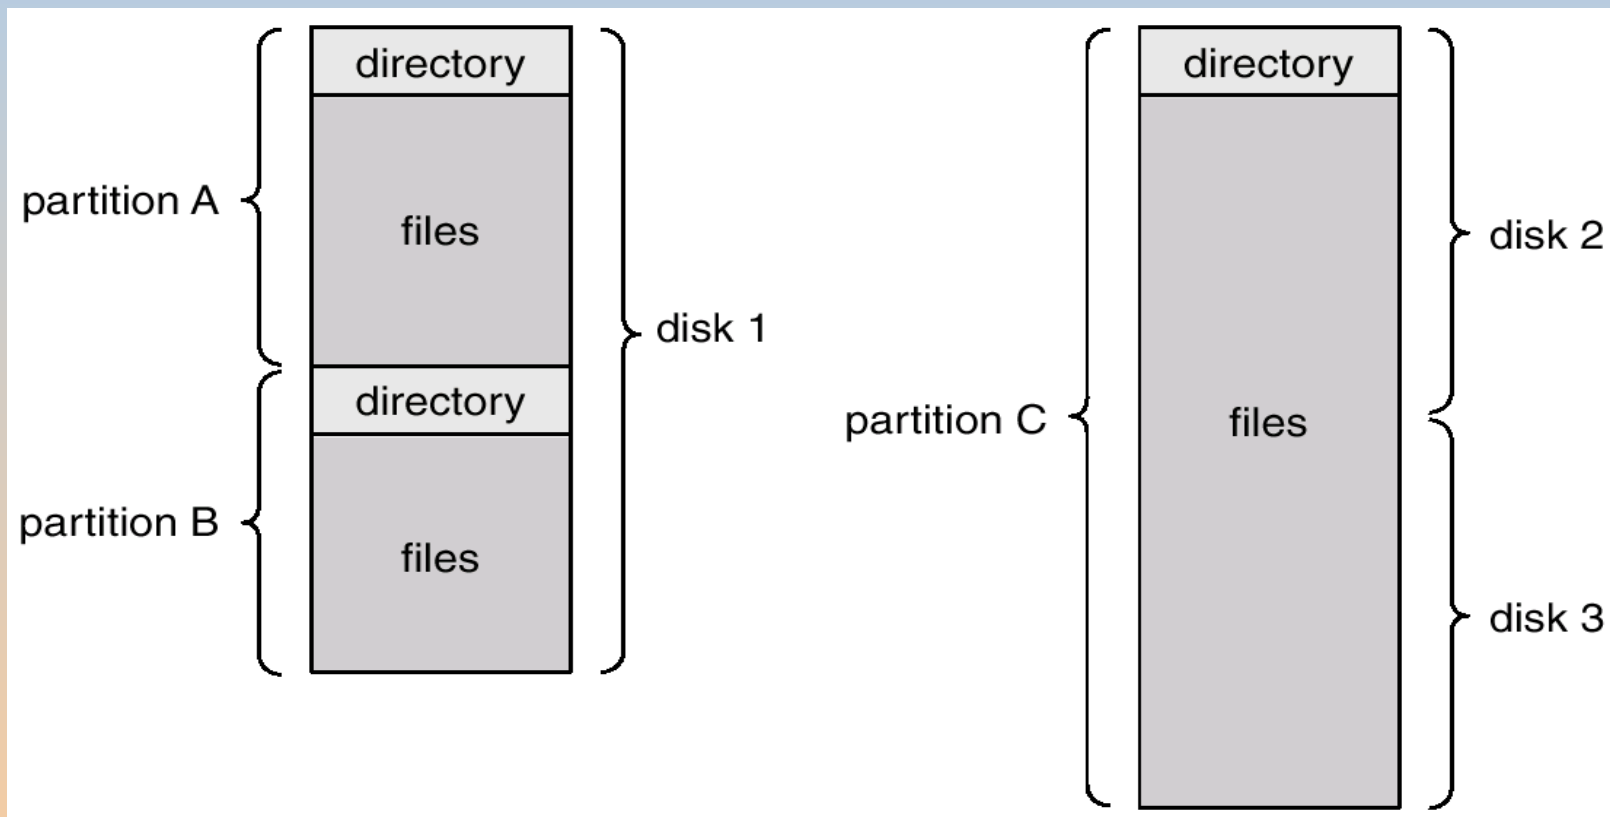 directory
partition A
files
disk 1
directory
partition B
files
directory
disk 2
partition C
files
disk 3